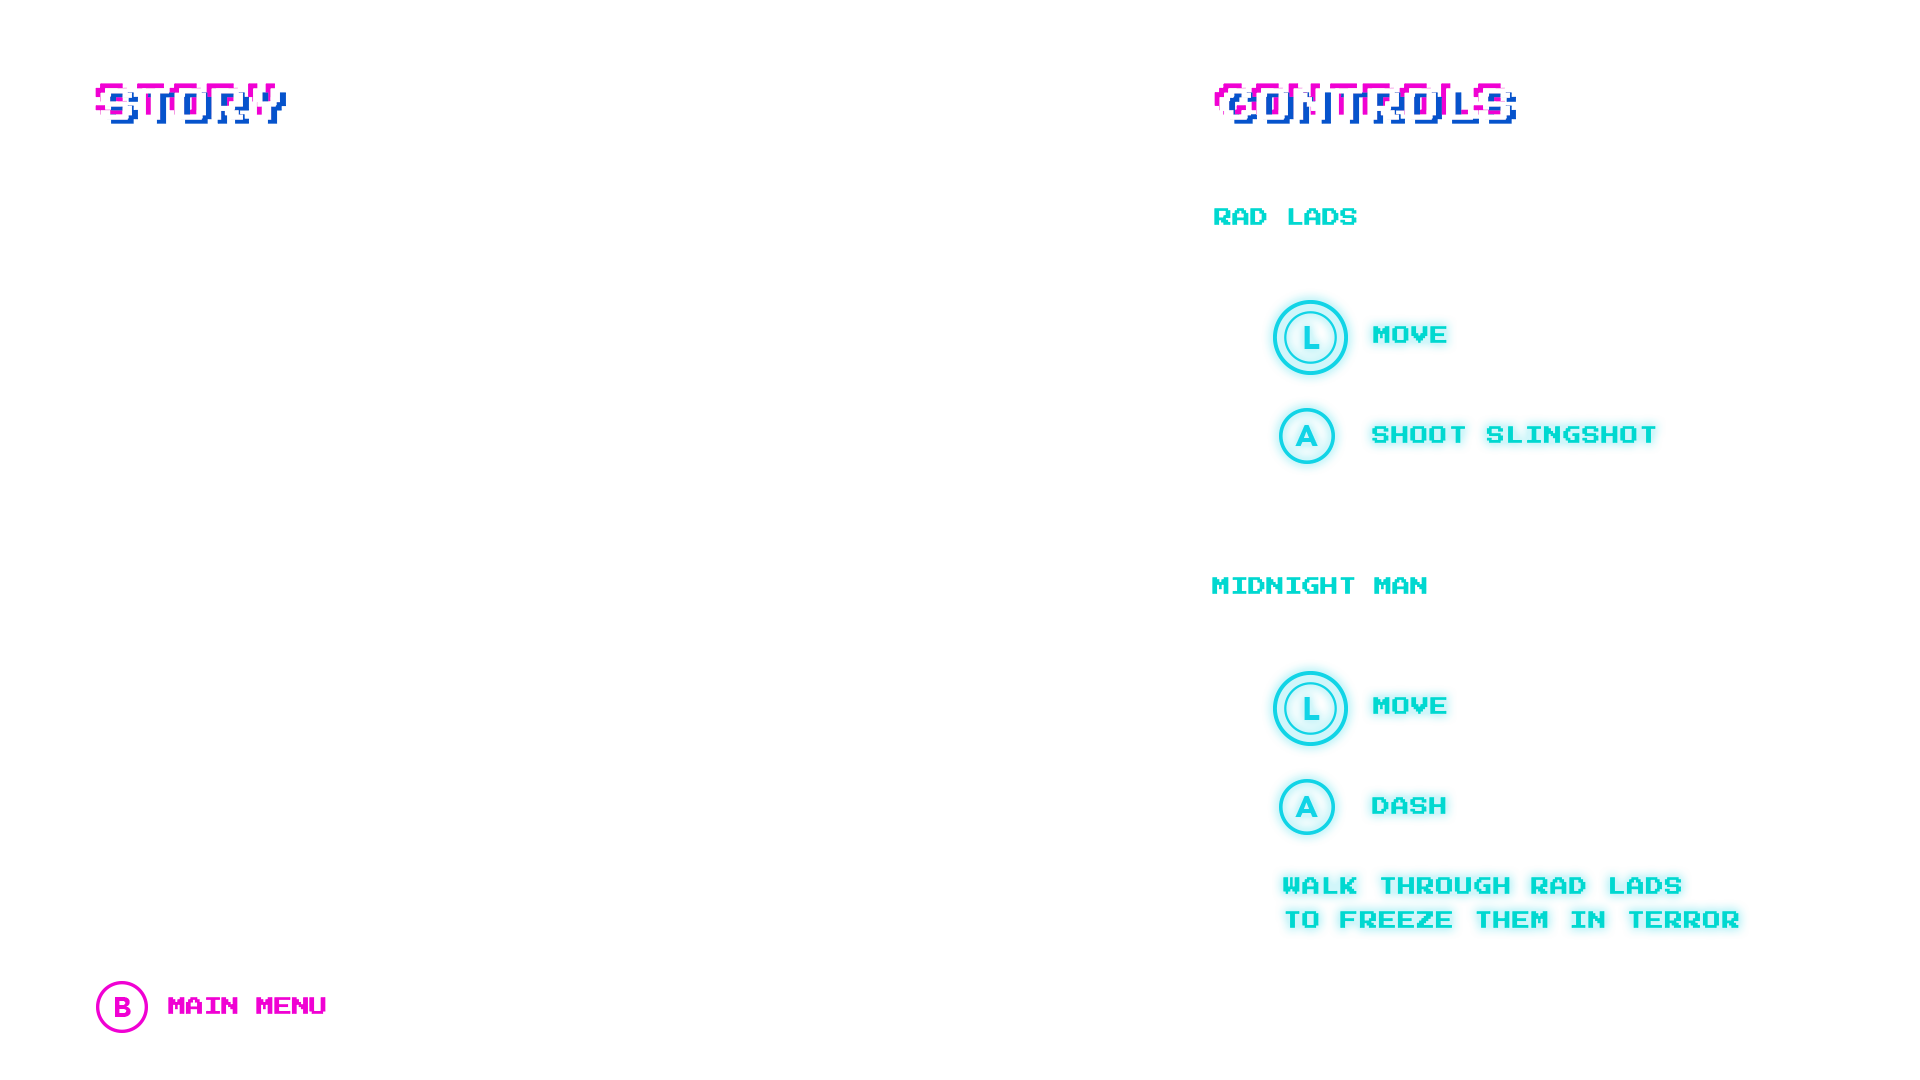 STORY
CONTROLS
RAD LADS
L MOVE
A SHOOT SLINGSHOT
MIDNIGHT MAN
L MOVE
A DASH
WALK THROUGH RAD LADS
TO FREEZE THEM IN TERROR
B MAIN MENU